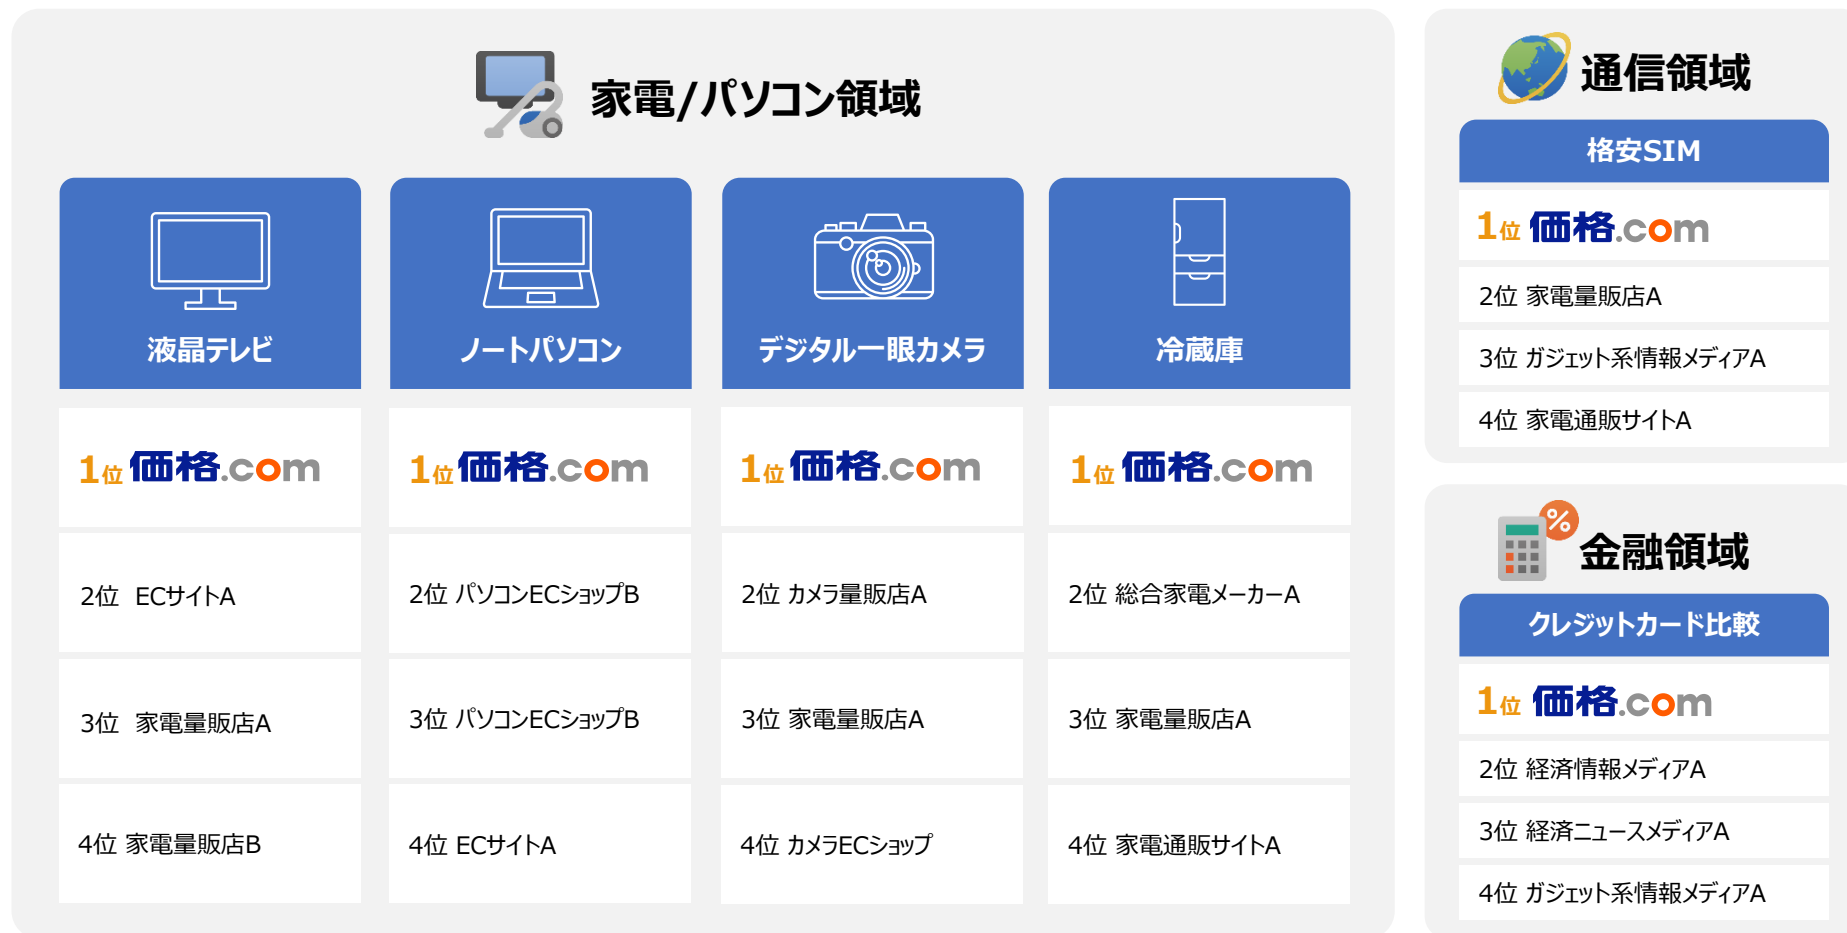 家電/パソコン領域
液晶テレビ
1位 価格.com
2位 ECサイトA
3位 家電量販店A
4位 家電量販店B
ノートパソコン
1位 価格.com
2位 パソコンECショップB
3位 パソコンECショップB
4位 ECサイトA
デジタル一眼カメラ
1位 価格.com
2位 カメラ量販店A
3位 家電量販店A
4位 カメラECショップ
冷蔵庫
1位 価格.com
2位 総合家電メーカーA
3位 家電量販店A
4位 家電通販サイトA
通信領域
格安SIM
1位 価格.com
2位 家電量販店A
3位 ガジェット系情報メディアA
4位 家電通販サイトA
%
金融領域
クレジットカード比較
1位 価格.com
2位 経済情報メディアA
3位 経済ニュースメディアA
4位 ガジェット系情報メディアA